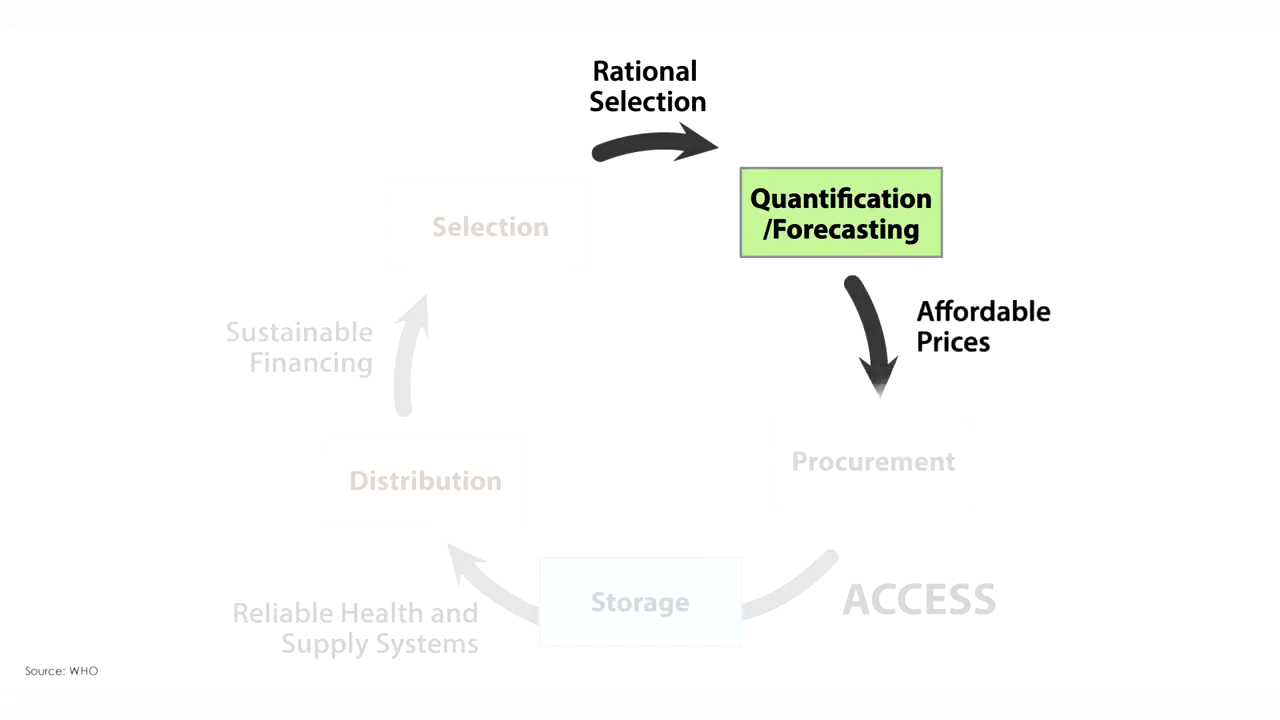 Rational
Selection
Quantification
/Forecasting
Selection
Affordable
Prices
Sustainable
Financing
Procurement
Distribution
Storage
ACCESS
Reliable Health and
Supply Systems
Source: WHO